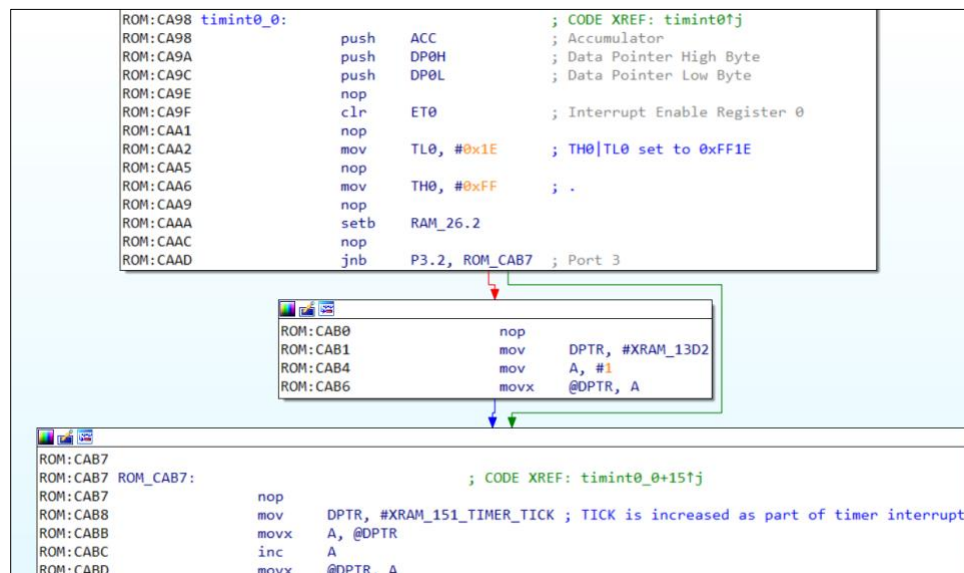 ROM:CA98 timint0_0: ; CODE XREF: timint0↑j
ROM:CA98 push ACC ; Accumulator
ROM:CA9A push DP0H ; Data Pointer High Byte
ROM:CA9C push DP0L ; Data Pointer Low Byte
ROM:CA9E nop
ROM:CA9F clr ET0 ; Interrupt Enable Register 0
ROM:CAA1 nop
ROM:CAA2 mov TL0, #0x1E ; TH0|TL0 set to 0xFF1E
ROM:CAA5 nop
ROM:CAA6 mov TH0, #0xFF ; .
ROM:CAA9 nop
ROM:CAAA setb RAM_26.2
ROM:CAAC nop
ROM:CAAD jnb P3.2, ROM_CAB7 ; Port 3
ROM:CAB0 nop
ROM:CAB1 mov DPTR, #XRAM_13D2
ROM:CAB4 mov A, #1
ROM:CAB6 movx @DPTR, A
ROM:CAB7
ROM:CAB7 ROM_CAB7: ; CODE XREF: timint0_0+15↑j
ROM:CAB7 nop
ROM:CAB8 mov DPTR, #XRAM_151_TIMER_TICK ; TICK is increased as part of timer interrupt
ROM:CABB movx A, @DPTR
ROM:CABC inc A
ROM:CABD movx @DPTR, A